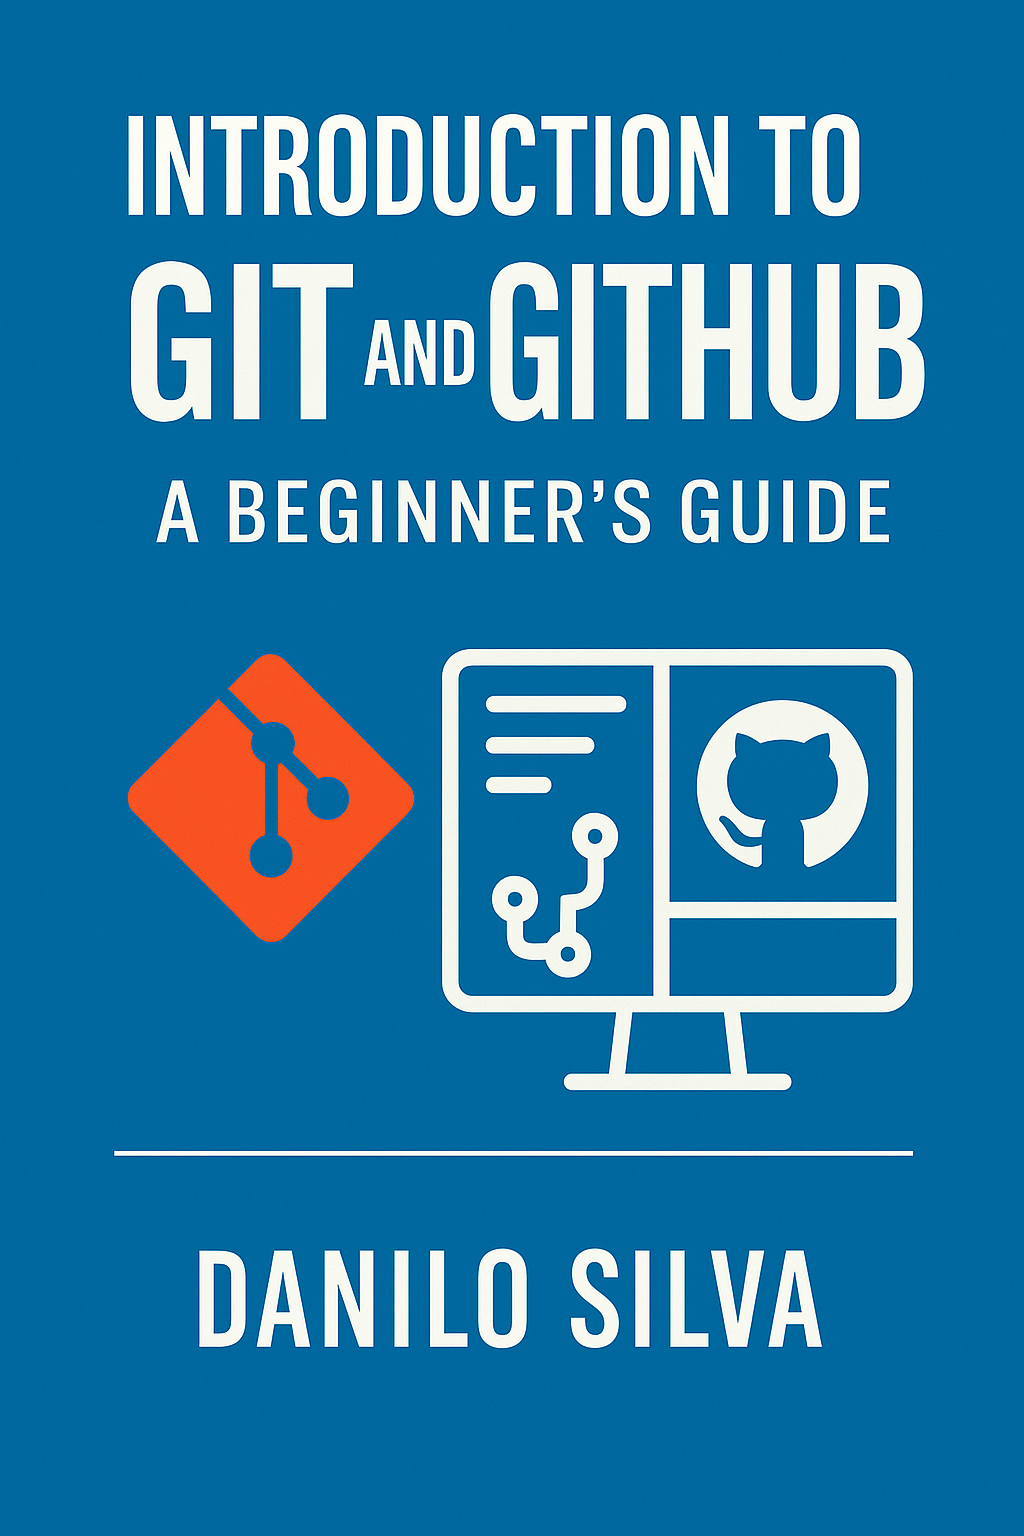 INTRODUCTION TO
GIT AND GITHUB
A BEGINNER’S GUIDE
DANILO SILVA